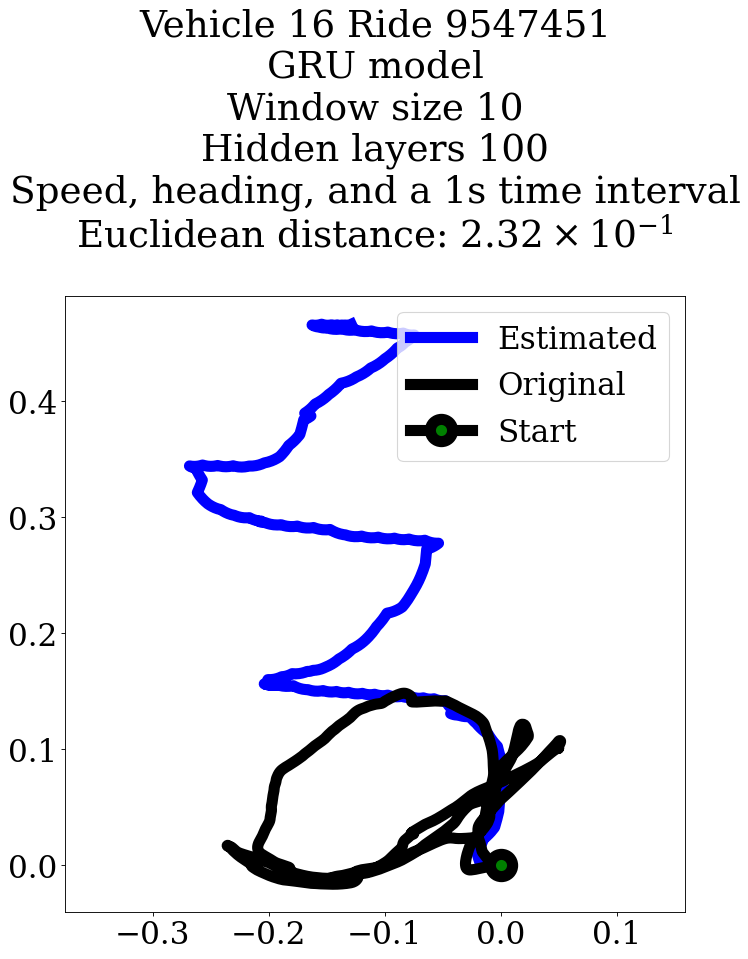 Vehicle 16 Ride 9547451
GRU model
Window size 10
Hidden layers 100
Speed, heading, and a 1s time interval
Euclidean distance: 2.32 × 10⁻¹
Estimated
Original
Start
0.4
0.3
0.2
0.1
0.0
−0.3 −0.2 −0.1 0.0 0.1